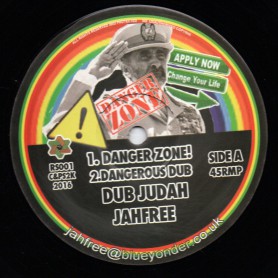 DANGER
ZONE
APPLY NOW
Change Your Life
RS001
CAPS2K
2016
1. DANGER ZONE!
2.DANGEROUS DUB
DUB JUDAH
JAHFREE
SIDE A
45RMP
jahfree@blueyonder.co.uk